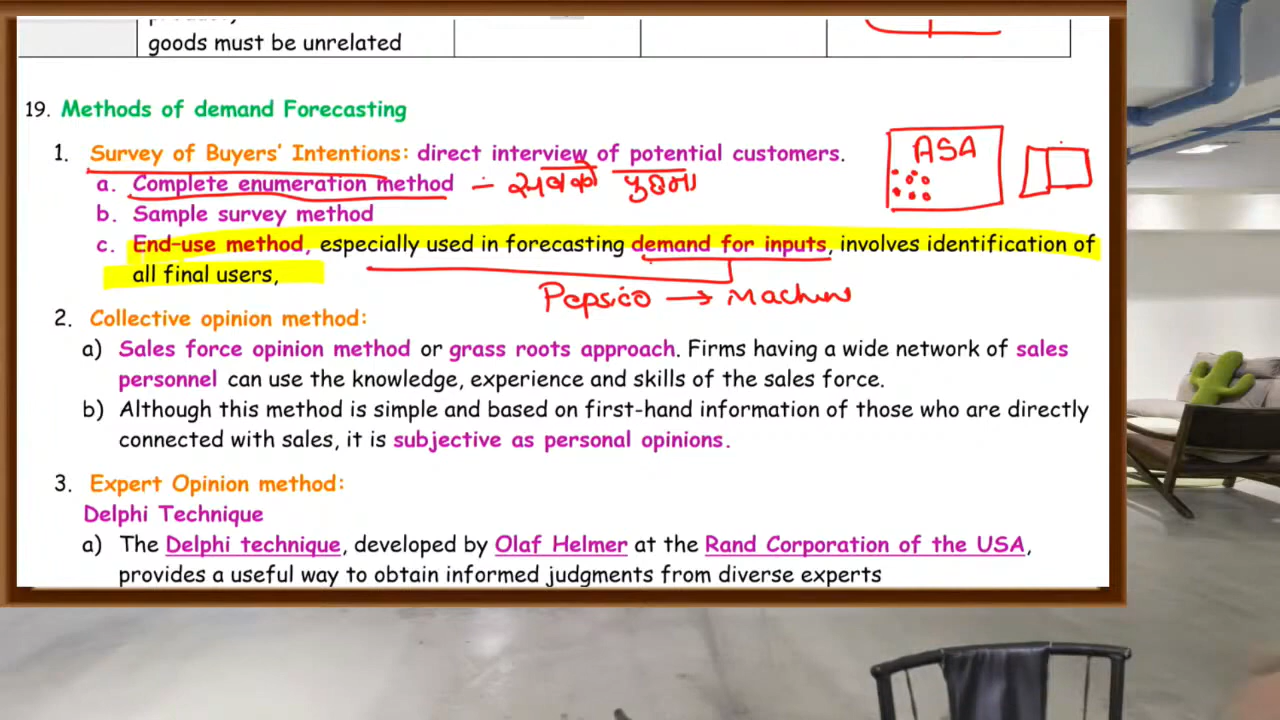 goods must be unrelated
19. Methods of demand Forecasting
1. Survey of Buyers' Intentions: direct interview of potential customers.
ASA
a. Complete enumeration method – सबको पूछना
b. Sample survey method
c. End-use method, especially used in forecasting demand for inputs, involves identification of
all final users,
Pepsico → Machine
2. Collective opinion method:
a) Sales force opinion method or grass roots approach. Firms having a wide network of sales
personnel can use the knowledge, experience and skills of the sales force.
b) Although this method is simple and based on first-hand information of those who are directly
connected with sales, it is subjective as personal opinions.
3. Expert Opinion method:
Delphi Technique
a) The Delphi technique, developed by Olaf Helmer at the Rand Corporation of the USA,
provides a useful way to obtain informed judgments from diverse experts